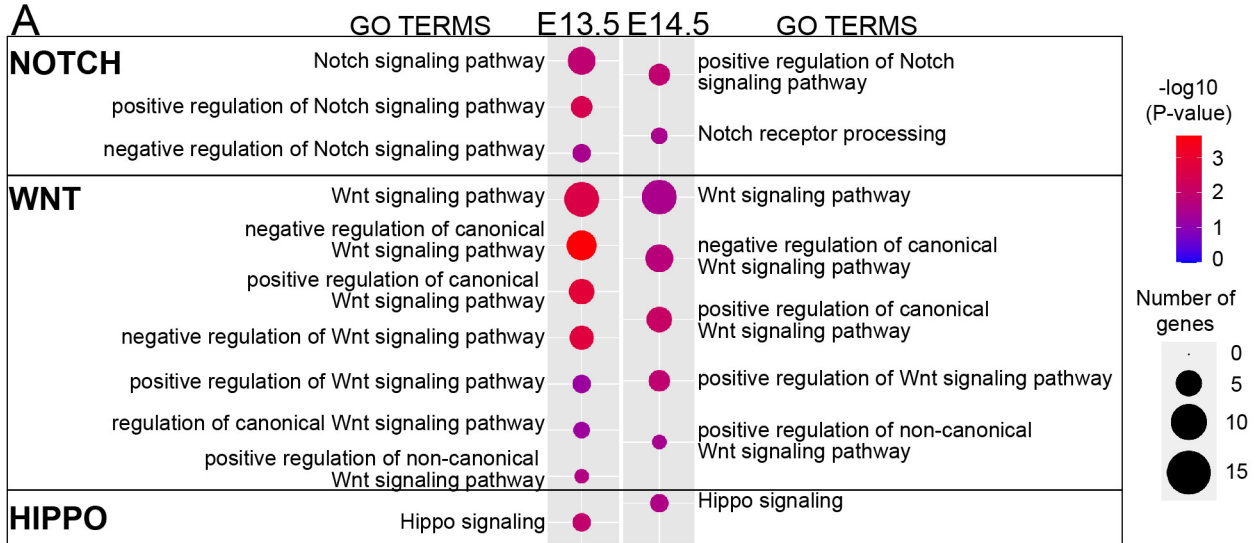 A
GO TERMS E13.5 E14.5 GO TERMS
NOTCH
Notch signaling pathway
positive regulation of Notch signaling pathway
negative regulation of Notch signaling pathway
positive regulation of Notch
signaling pathway
Notch receptor processing
WNT
Wnt signaling pathway
negative regulation of canonical
Wnt signaling pathway
positive regulation of canonical
Wnt signaling pathway
negative regulation of Wnt signaling pathway
positive regulation of Wnt signaling pathway
regulation of canonical Wnt signaling pathway
positive regulation of non-canonical
Wnt signaling pathway
Wnt signaling pathway
negative regulation of canonical
Wnt signaling pathway
positive regulation of canonical
Wnt signaling pathway
positive regulation of Wnt signaling pathway
positive regulation of non-canonical
Wnt signaling pathway
HIPPO
Hippo signaling
Hippo signaling
-log10
(P-value)
3
2
1
0
Number of
genes
0
5
10
15